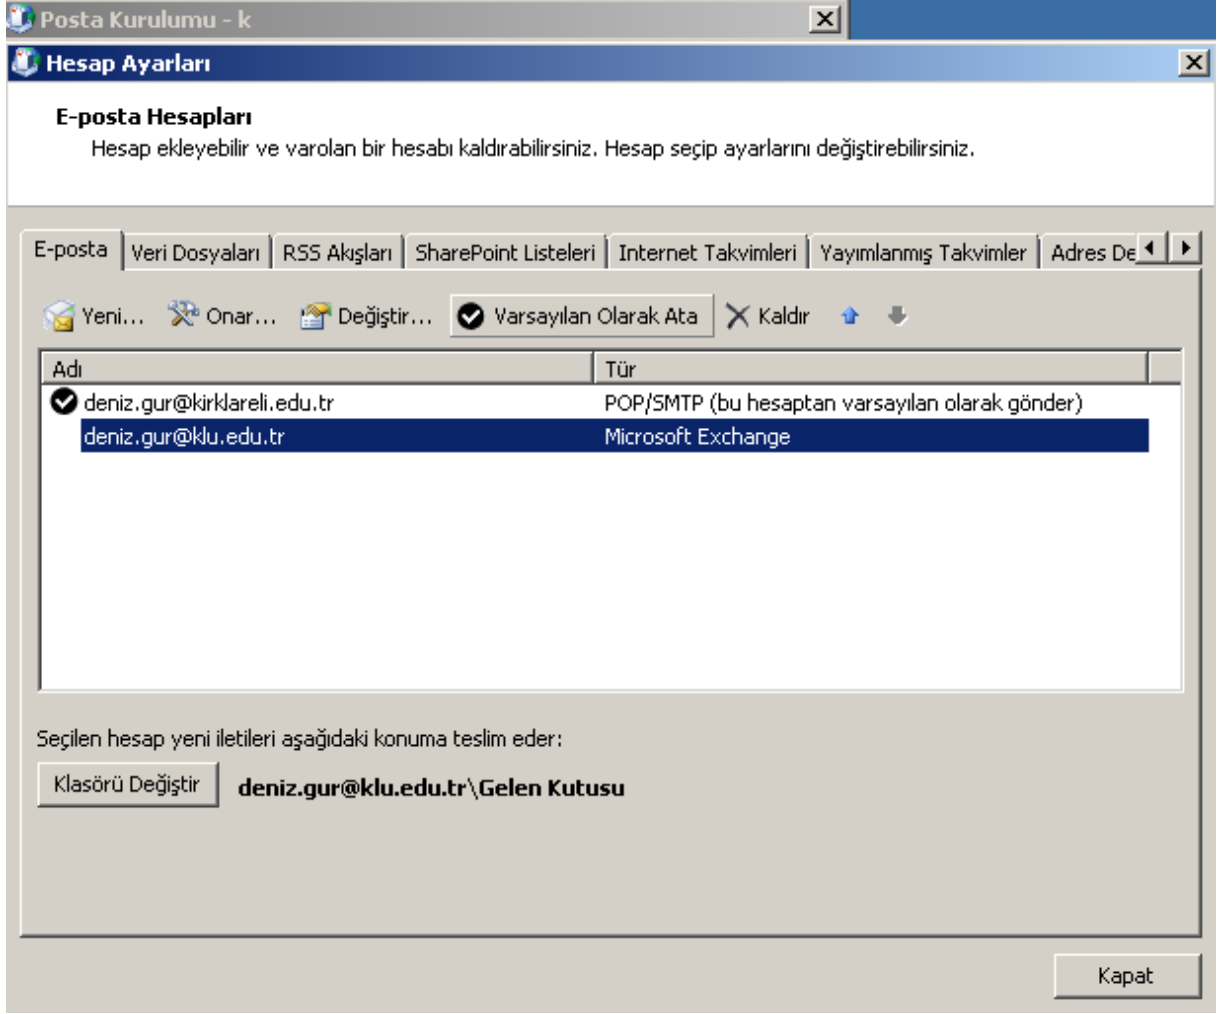 Posta Kurulumu - k
Hesap Ayarları
E-posta Hesapları
Hesap ekleyebilir ve varolan bir hesabı kaldırabilirsiniz. Hesap seçip ayarlarını değiştirebilirsiniz.
E-posta Veri Dosyaları RSS Akışları SharePoint Listeleri Internet Takvimleri Yayımlanmış Takvimler Adres De
Yeni... Onar... Değiştir... Varsayılan Olarak Ata Kaldır
Adı Tür
deniz.gur@kirklareli.edu.tr POP/SMTP (bu hesaptan varsayılan olarak gönder)
deniz.gur@klu.edu.tr Microsoft Exchange
Seçilen hesap yeni iletileri aşağıdaki konuma teslim eder:
Klasörü Değiştir deniz.gur@klu.edu.tr\Gelen Kutusu
Kapat